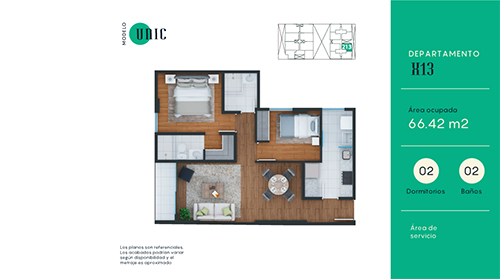 MODELO
UNIC
DEPARTAMENTO
X13
Área ocupada
66.42 m2
02
Dormitorios
02
Baños
Área de
servicio
Los planos son referenciales.
Los acabados podrían variar
según disponibilidad y el
metraje es aproximado